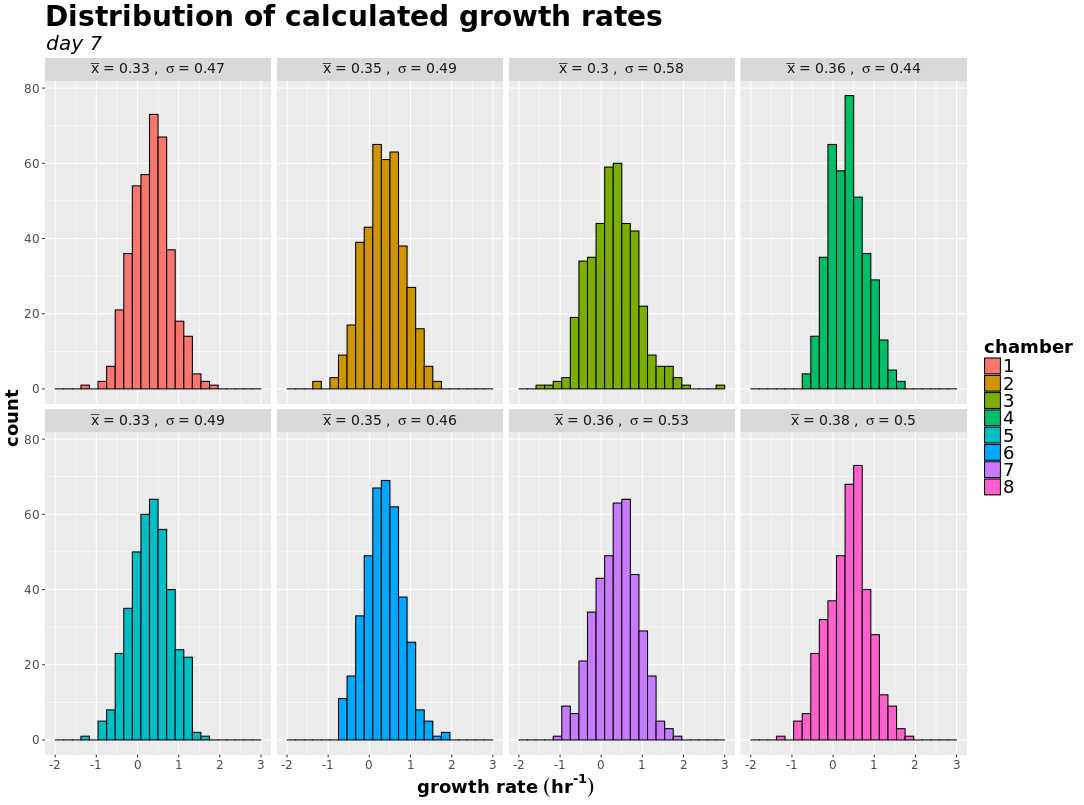 Distribution of calculated growth rates
day 7
x̅ = 0.33 , σ = 0.47
x̅ = 0.35 , σ = 0.49
x̅ = 0.3 , σ = 0.58
x̅ = 0.36 , σ = 0.44
80
60
40
20
0
x̅ = 0.33 , σ = 0.49
x̅ = 0.35 , σ = 0.46
x̅ = 0.36 , σ = 0.53
x̅ = 0.38 , σ = 0.5
80
60
40
20
0
-2 -1 0 1 2 3
-2 -1 0 1 2 3
-2 -1 0 1 2 3
-2 -1 0 1 2 3
count
growth rate (hr⁻¹)
chamber
1
2
3
4
5
6
7
8